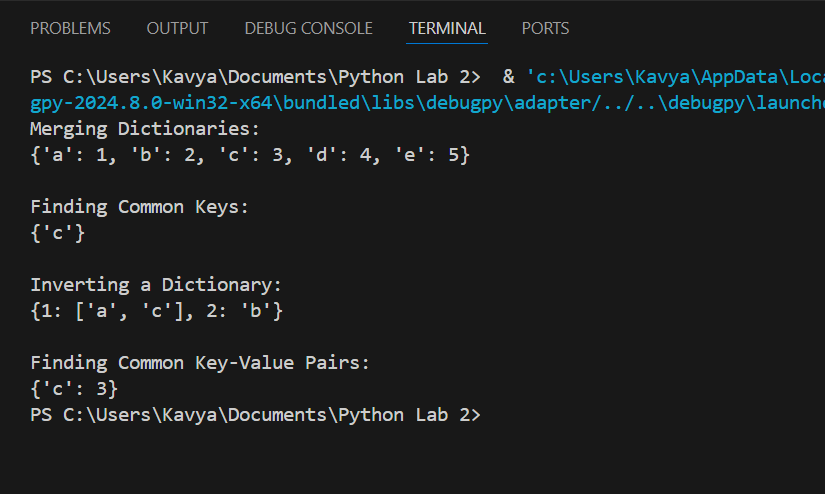 PROBLEMS OUTPUT DEBUG CONSOLE TERMINAL PORTS
PS C:\Users\Kavya\Documents\Python Lab 2>  & 'c:\Users\Kavya\AppData\Loca
gpy-2024.8.0-win32-x64\bundled\libs\debugpy\adapter/../..\debugpy\launche
Merging Dictionaries:
{'a': 1, 'b': 2, 'c': 3, 'd': 4, 'e': 5}
Finding Common Keys:
{'c'}
Inverting a Dictionary:
{1: ['a', 'c'], 2: 'b'}
Finding Common Key-Value Pairs:
{'c': 3}
PS C:\Users\Kavya\Documents\Python Lab 2>